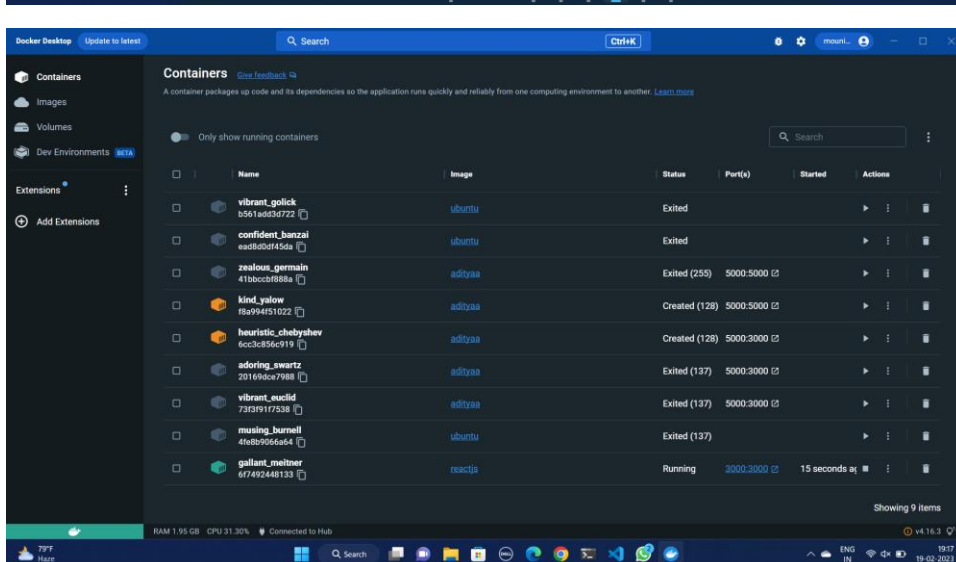 Docker Desktop Update to latest Search Ctrl+K mouni...
Containers Give feedback
A container packages up code and its dependencies so the application runs quickly and reliably from one computing environment to another. Learn more
Containers
Images
Volumes
Dev Environments BETA
Extensions
Add Extensions
Only show running containers Search
Name Image Status Port(s) Started Actions
vibrant_golick
b561add3d722 ubuntu Exited
confident_banzai
ead8d0df45da ubuntu Exited
zealous_germain
41bbccbf888a adityaa Exited (255) 5000:5000
kind_yalow
f8a994f51022 adityaa Created (128) 5000:5000
heuristic_chebyshev
6cc3c856c919 adityaa Created (128) 5000:3000
adoring_swartz
20169dce7988 adityaa Exited (137) 5000:3000
vibrant_euclid
73f3f91f7538 adityaa Exited (137) 5000:3000
musing_burnell
4fe8b9066a64 ubuntu Exited (137)
gallant_meitner
6f7492448133 reactjs Running 3000:3000 15 seconds ag
Showing 9 items
RAM 1.95 GB CPU 31.30% Connected to Hub v4.16.3
79°F
Haze
Search
ENG
IN
19:17
19-02-2023